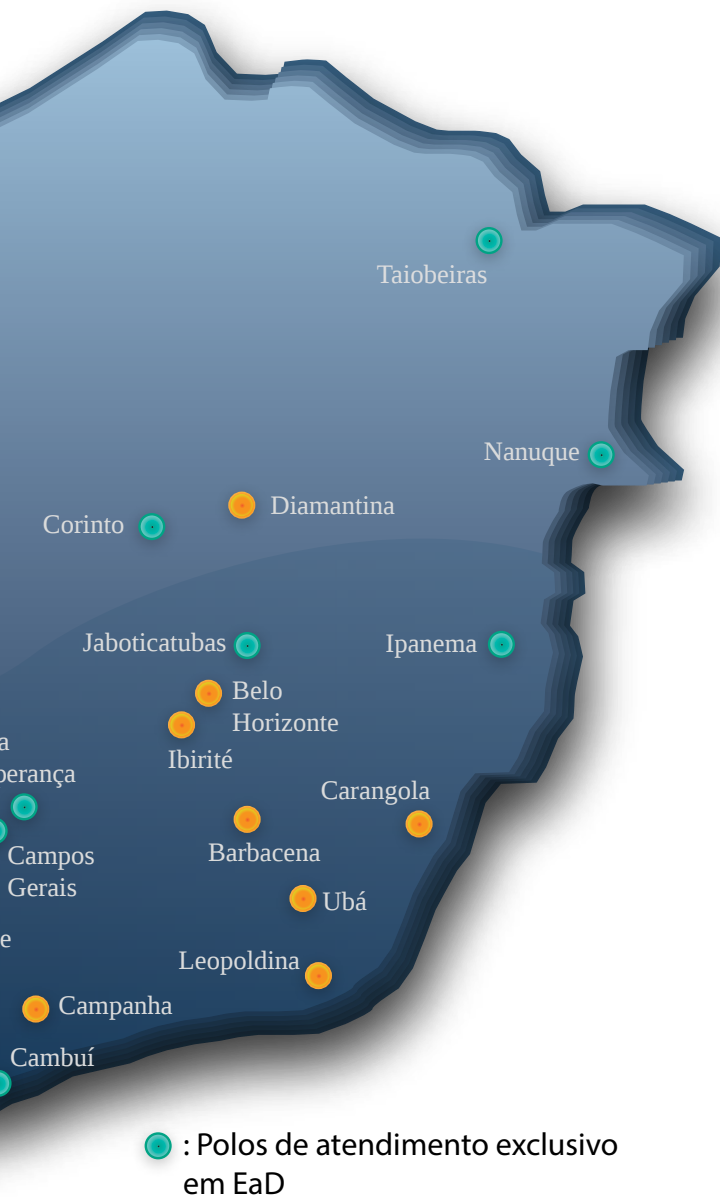 Taiobeiras
Nanuque
Diamantina
Corinto
Jaboticatubas
Ipanema
Belo
Horizonte
a
perança
Ibirité
Carangola
Campos
Gerais
Barbacena
Ubá
e
Leopoldina
Campanha
Cambuí
: Polos de atendimento exclusivo
em EaD